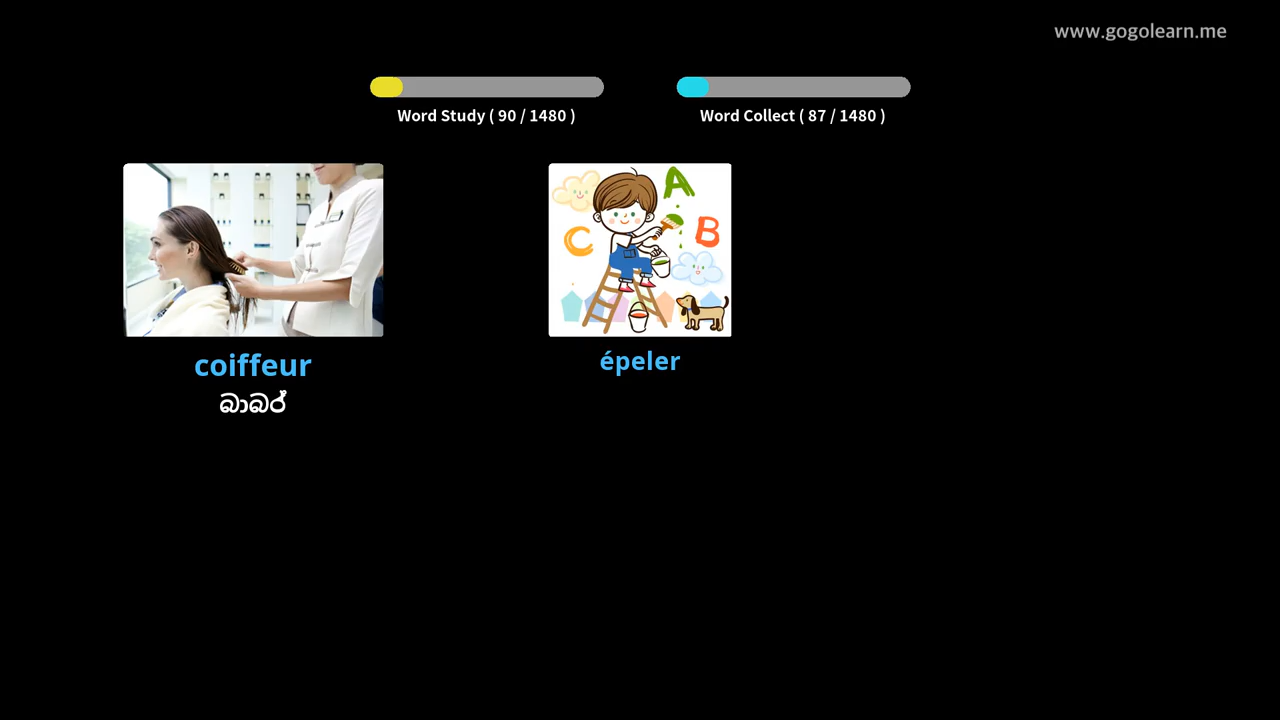 www.gogolearn.me
Word Study ( 90 / 1480 )
Word Collect ( 87 / 1480 )
A
B
C
coiffeur
épeler
බාබර්